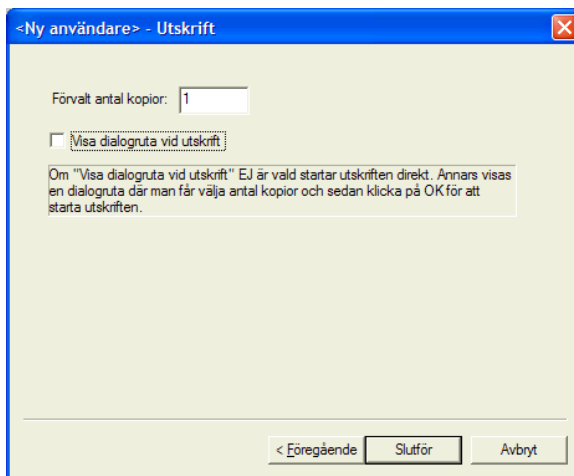 <Ny användare> - Utskrift
Förvalt antal kopior: 1
Visa dialogruta vid utskrift
Om "Visa dialogruta vid utskrift" EJ är vald startar utskriften direkt. Annars visas
en dialogruta där man får välja antal kopior och sedan klicka på OK för att
starta utskriften.
< Föregående Slutför Avbryt